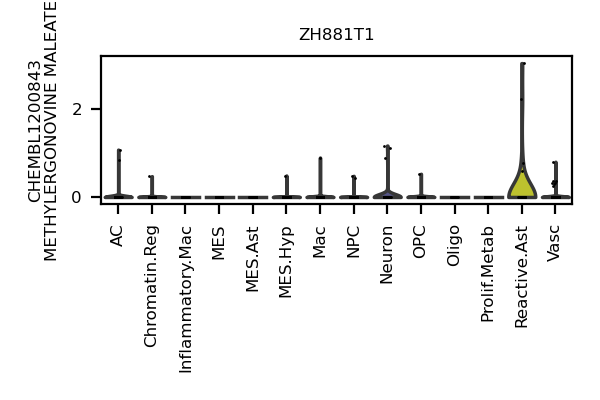 ZH881T1
CHEMBL1200843
METHYLERGONOVINE MALEATE
2
0
AC
Chromatin.Reg
Inflammatory.Mac
MES
MES.Ast
MES.Hyp
Mac
NPC
Neuron
OPC
Oligo
Prolif.Metab
Reactive.Ast
Vasc